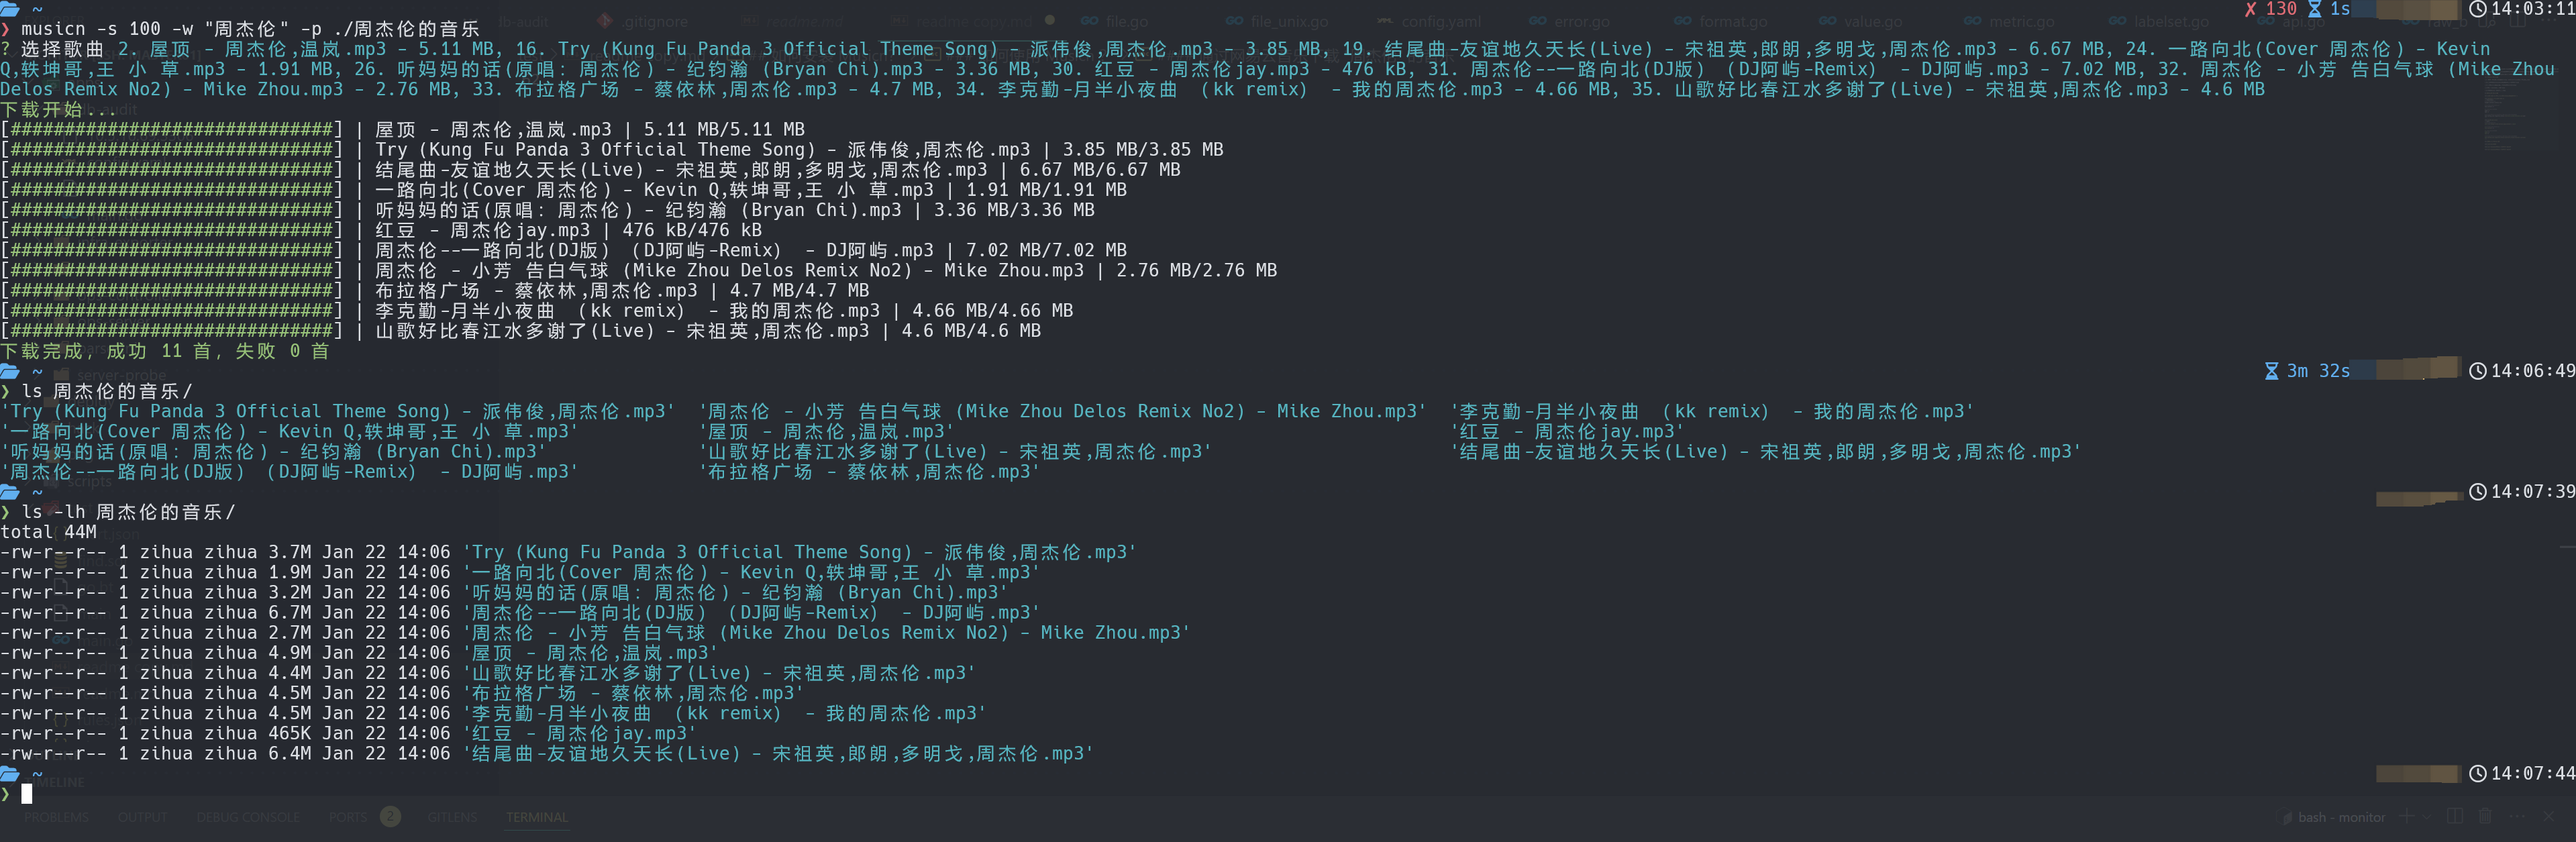 ~ ✗ 130 1s 14:03:11
❯ musicn -s 100 -w "周杰伦" -p ./周杰伦的音乐
? 选择歌曲 2. 屋顶 - 周杰伦,温岚.mp3 - 5.11 MB, 16. Try (Kung Fu Panda 3 Official Theme Song) - 派伟俊,周杰伦.mp3 - 3.85 MB, 19. 结尾曲-友谊地久天长(Live) - 宋祖英,郎朗,多明戈,周杰伦.mp3 - 6.67 MB, 24. 一路向北(Cover 周杰伦) - Kevin
Q,轶坤哥,王 小 草.mp3 - 1.91 MB, 26. 听妈妈的话(原唱: 周杰伦) - 纪钧瀚 (Bryan Chi).mp3 - 3.36 MB, 30. 红豆 - 周杰伦jay.mp3 - 476 kB, 31. 周杰伦--一路向北(DJ版) (DJ阿屿-Remix) - DJ阿屿.mp3 - 7.02 MB, 32. 周杰伦 - 小芳 告白气球 (Mike Zhou
Delos Remix No2) - Mike Zhou.mp3 - 2.76 MB, 33. 布拉格广场 - 蔡依林,周杰伦.mp3 - 4.7 MB, 34. 李克勤-月半小夜曲 (kk remix) - 我的周杰伦.mp3 - 4.66 MB, 35. 山歌好比春江水多谢了(Live) - 宋祖英,周杰伦.mp3 - 4.6 MB
下载开始...
[##############################] | 屋顶 - 周杰伦,温岚.mp3 | 5.11 MB/5.11 MB
[##############################] | Try (Kung Fu Panda 3 Official Theme Song) - 派伟俊,周杰伦.mp3 | 3.85 MB/3.85 MB
[##############################] | 结尾曲-友谊地久天长(Live) - 宋祖英,郎朗,多明戈,周杰伦.mp3 | 6.67 MB/6.67 MB
[##############################] | 一路向北(Cover 周杰伦) - Kevin Q,轶坤哥,王 小 草.mp3 | 1.91 MB/1.91 MB
[##############################] | 听妈妈的话(原唱: 周杰伦) - 纪钧瀚 (Bryan Chi).mp3 | 3.36 MB/3.36 MB
[##############################] | 红豆 - 周杰伦jay.mp3 | 476 kB/476 kB
[##############################] | 周杰伦--一路向北(DJ版) (DJ阿屿-Remix) - DJ阿屿.mp3 | 7.02 MB/7.02 MB
[##############################] | 周杰伦 - 小芳 告白气球 (Mike Zhou Delos Remix No2) - Mike Zhou.mp3 | 2.76 MB/2.76 MB
[##############################] | 布拉格广场 - 蔡依林,周杰伦.mp3 | 4.7 MB/4.7 MB
[##############################] | 李克勤-月半小夜曲 (kk remix) - 我的周杰伦.mp3 | 4.66 MB/4.66 MB
[##############################] | 山歌好比春江水多谢了(Live) - 宋祖英,周杰伦.mp3 | 4.6 MB/4.6 MB
下载完成, 成功 11 首, 失败 0 首
~ 3m 32s 14:06:49
❯ ls 周杰伦的音乐/
'Try (Kung Fu Panda 3 Official Theme Song) - 派伟俊,周杰伦.mp3' '周杰伦 - 小芳 告白气球 (Mike Zhou Delos Remix No2) - Mike Zhou.mp3' '李克勤-月半小夜曲 (kk remix) - 我的周杰伦.mp3'
'一路向北(Cover 周杰伦) - Kevin Q,轶坤哥,王 小 草.mp3' '屋顶 - 周杰伦,温岚.mp3' '红豆 - 周杰伦jay.mp3'
'听妈妈的话(原唱: 周杰伦) - 纪钧瀚 (Bryan Chi).mp3' '山歌好比春江水多谢了(Live) - 宋祖英,周杰伦.mp3' '结尾曲-友谊地久天长(Live) - 宋祖英,郎朗,多明戈,周杰伦.mp3'
'周杰伦--一路向北(DJ版) (DJ阿屿-Remix) - DJ阿屿.mp3' '布拉格广场 - 蔡依林,周杰伦.mp3'
~ 14:07:39
❯ ls -lh 周杰伦的音乐/
total 44M
-rw-r--r-- 1 zihua zihua 3.7M Jan 22 14:06 'Try (Kung Fu Panda 3 Official Theme Song) - 派伟俊,周杰伦.mp3'
-rw-r--r-- 1 zihua zihua 1.9M Jan 22 14:06 '一路向北(Cover 周杰伦) - Kevin Q,轶坤哥,王 小 草.mp3'
-rw-r--r-- 1 zihua zihua 3.2M Jan 22 14:06 '听妈妈的话(原唱: 周杰伦) - 纪钧瀚 (Bryan Chi).mp3'
-rw-r--r-- 1 zihua zihua 6.7M Jan 22 14:06 '周杰伦--一路向北(DJ版) (DJ阿屿-Remix) - DJ阿屿.mp3'
-rw-r--r-- 1 zihua zihua 2.7M Jan 22 14:06 '周杰伦 - 小芳 告白气球 (Mike Zhou Delos Remix No2) - Mike Zhou.mp3'
-rw-r--r-- 1 zihua zihua 4.9M Jan 22 14:06 '屋顶 - 周杰伦,温岚.mp3'
-rw-r--r-- 1 zihua zihua 4.4M Jan 22 14:06 '山歌好比春江水多谢了(Live) - 宋祖英,周杰伦.mp3'
-rw-r--r-- 1 zihua zihua 4.5M Jan 22 14:06 '布拉格广场 - 蔡依林,周杰伦.mp3'
-rw-r--r-- 1 zihua zihua 4.5M Jan 22 14:06 '李克勤-月半小夜曲 (kk remix) - 我的周杰伦.mp3'
-rw-r--r-- 1 zihua zihua 465K Jan 22 14:06 '红豆 - 周杰伦jay.mp3'
-rw-r--r-- 1 zihua zihua 6.4M Jan 22 14:06 '结尾曲-友谊地久天长(Live) - 宋祖英,郎朗,多明戈,周杰伦.mp3'
~ 14:07:44
❯
db-audit .gitignore readme.md readme copy.md file.go file_unix.go config.yaml error.go format.go value.go metric.go labelset.go api.go
server-probe
scripts
TIMELINE
PROBLEMS OUTPUT DEBUG CONSOLE PORTS 2 GITLENS TERMINAL bash - monitor